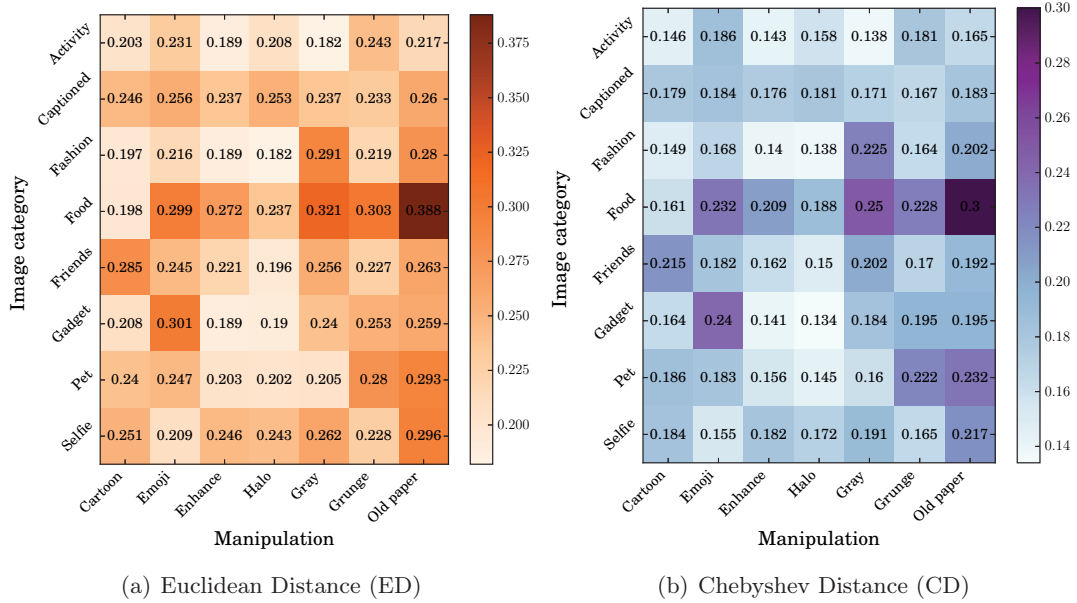 Image category
Activity 0.203 0.231 0.189 0.208 0.182 0.243 0.217
Captioned 0.246 0.256 0.237 0.253 0.237 0.233 0.26
Fashion 0.197 0.216 0.189 0.182 0.291 0.219 0.28
Food 0.198 0.299 0.272 0.237 0.321 0.303 0.388
Friends 0.285 0.245 0.221 0.196 0.256 0.227 0.263
Gadget 0.208 0.301 0.189 0.19 0.24 0.253 0.259
Pet 0.24 0.247 0.203 0.202 0.205 0.28 0.293
Selfie 0.251 0.209 0.246 0.243 0.262 0.228 0.296
Cartoon Emoji Enhance Halo Gray Grunge Old paper
Manipulation
0.375
0.350
0.325
0.300
0.275
0.250
0.225
0.200
(a) Euclidean Distance (ED)
Image category
Activity 0.146 0.186 0.143 0.158 0.138 0.181 0.165
Captioned 0.179 0.184 0.176 0.181 0.171 0.167 0.183
Fashion 0.149 0.168 0.14 0.138 0.225 0.164 0.202
Food 0.161 0.232 0.209 0.188 0.25 0.228 0.3
Friends 0.215 0.182 0.162 0.15 0.202 0.17 0.192
Gadget 0.164 0.24 0.141 0.134 0.184 0.195 0.195
Pet 0.186 0.183 0.156 0.145 0.16 0.222 0.232
Selfie 0.184 0.155 0.182 0.172 0.191 0.165 0.217
Cartoon Emoji Enhance Halo Gray Grunge Old paper
Manipulation
0.30
0.28
0.26
0.24
0.22
0.20
0.18
0.16
0.14
(b) Chebyshev Distance (CD)